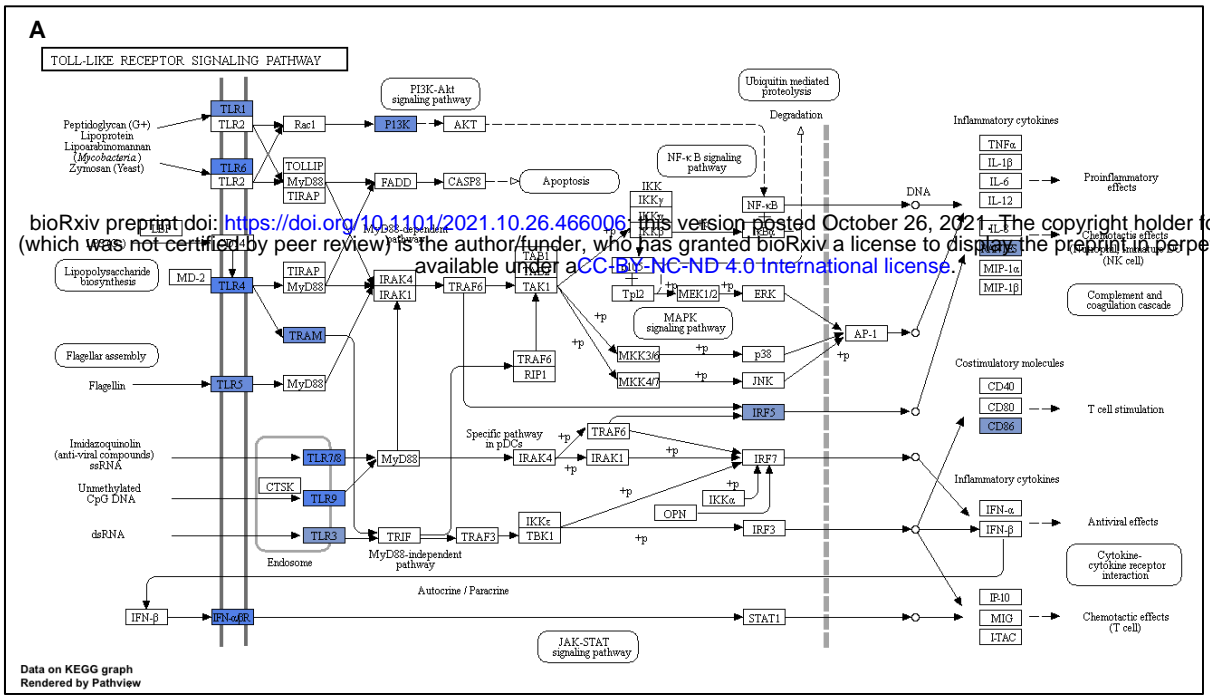 A
TOLL-LIKE RECEPTOR SIGNALING PATHWAY
PI3K-Akt
signaling pathway
Ubiquitin mediated
proteolysis
Degradation
TLR1
TLR2
Peptidoglycan (G+)
Lipoprotein
Lipoarabinomannan
(Mycobacteria)
Zymosan (Yeast)
Rac1
PI3K
AKT
Inflammatory cytokines
TNFα
IL-1β
IL-6
IL-12
Proinflammatory
effects
TLR6
TLR2
TOLLIP
MyD88
TIRAP
FADD
CASP8
Apoptosis
NF-κB signaling
pathway
IKK
IKKγ
DNA
NF-κB
bioRxiv preprint doi: https://doi.org/10.1101/2021.10.26.466006; this version posted October 26, 2021. The copyright holder fo
(which was not certified by peer review) is the author/funder, who has granted bioRxiv a license to display the preprint in perpe
available under aCC-BY-NC-ND 4.0 International license.
MyD88-dependent
pathway
(NK cell)
MIP-1α
MIP-1β
Lipopolysaccharide
biosynthesis
MD-2
TLR4
TIRAP
MyD88
IRAK4
IRAK1
TRAF6
TAB1
TAK1
Tpl2
+p
MEK1/2
+p
ERK
Complement and
coagulation cascade
MAPK
signaling pathway
TRAM
AP-1
+p
+p
MKK3/6
+p
p38
+p
+p
MKK4/7
+p
JNK
Flagellar assembly
Flagellin
TLR5
MyD88
TRAF6
RIP1
Costimulatory molecules
CD40
CD80
CD86
T cell stimulation
IRF5
Imidazoquinolin
(anti-viral compounds)
ssRNA
TLR7/8
MyD88
Specific pathway
in pDCs
IRAK4
+p
TRAF6
+p
IRAK1
+p
+p
IRF7
Unmethylated
CpG DNA
CTSK
TLR9
+p
IKKα
OPN
Inflammatory cytokines
IFN-α
IFN-β
Antiviral effects
dsRNA
TLR3
TRIF
TRAF3
IKKε
TBK1
+p
IRF3
Endosome
MyD88-independent
pathway
Cytokine-
cytokine receptor
interaction
Autocrine / Paracrine
IFN-β
IFN-αβR
STAT1
IP-10
MIG
I-TAC
Chemotactic effects
(T cell)
JAK-STAT
signaling pathway
Data on KEGG graph
Rendered by Pathview